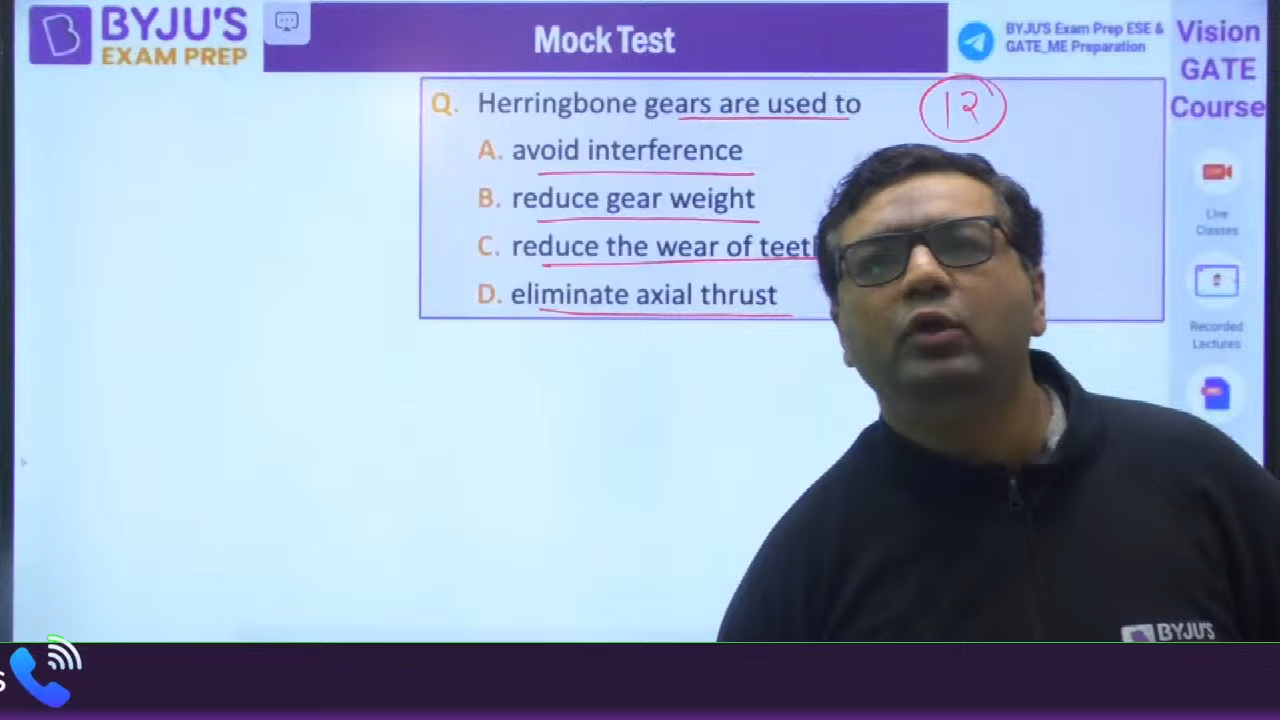 BYJU'S
EXAM PREP
Mock Test
BYJU'S Exam Prep ESE &
GATE_ME Preparation
Vision
GATE
Course
Q. Herringbone gears are used to
12
A. avoid interference
B. reduce gear weight
C. reduce the wear of teet
D. eliminate axial thrust
Live
Classes
Recorded
Lectures
BYJU'S
s